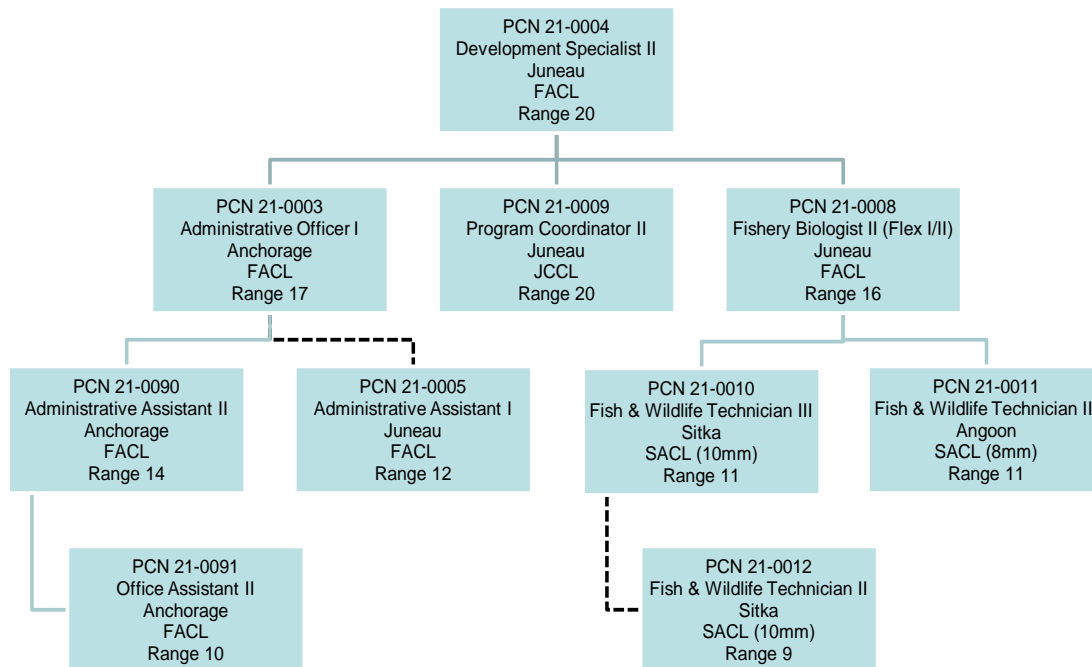 PCN 21-0004
Development Specialist II
Juneau
FACL
Range 20
PCN 21-0003
Administrative Officer I
Anchorage
FACL
Range 17
PCN 21-0009
Program Coordinator II
Juneau
JCCL
Range 20
PCN 21-0008
Fishery Biologist II (Flex I/II)
Juneau
FACL
Range 16
PCN 21-0090
Administrative Assistant II
Anchorage
FACL
Range 14
PCN 21-0005
Administrative Assistant I
Juneau
FACL
Range 12
PCN 21-0010
Fish & Wildlife Technician III
Sitka
SACL (10mm)
Range 11
PCN 21-0011
Fish & Wildlife Technician II
Angoon
SACL (8mm)
Range 11
PCN 21-0091
Office Assistant II
Anchorage
FACL
Range 10
PCN 21-0012
Fish & Wildlife Technician II
Sitka
SACL (10mm)
Range 9